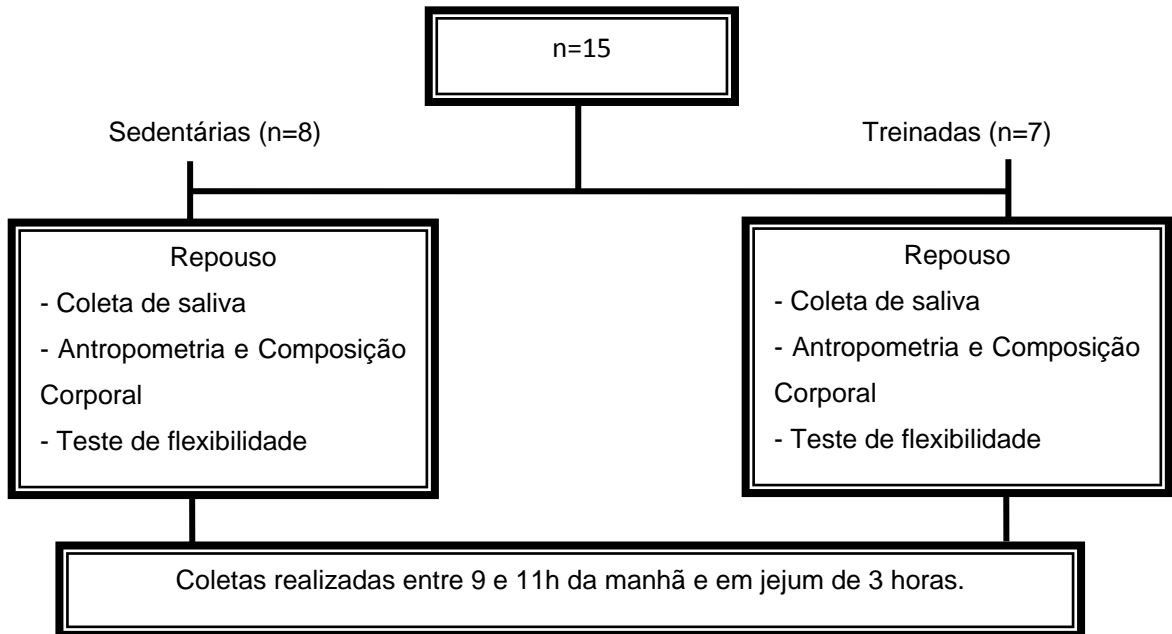 n=15
Sedentárias (n=8)
Treinadas (n=7)
Repouso
- Coleta de saliva
- Antropometria e Composição
Corporal
- Teste de flexibilidade
Repouso
- Coleta de saliva
- Antropometria e Composição
Corporal
- Teste de flexibilidade
Coletas realizadas entre 9 e 11h da manhã e em jejum de 3 horas.